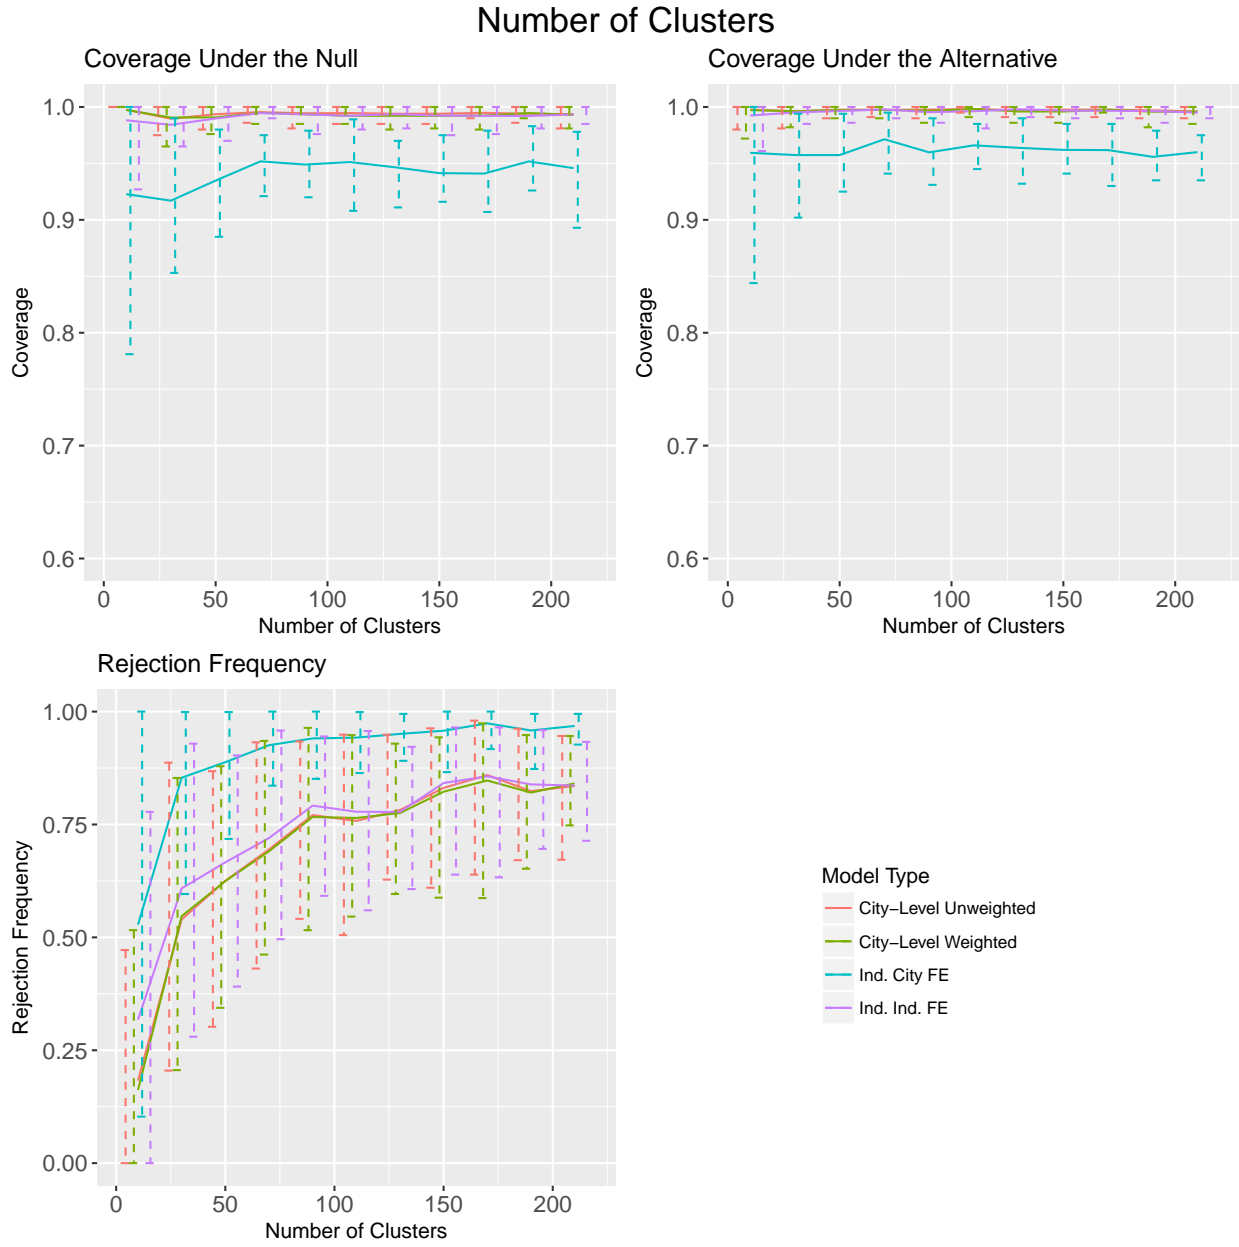 Number of Clusters
Coverage Under the Null
Coverage
1.0
0.9
0.8
0.7
0.6
0 50 100 150 200
Number of Clusters
Coverage Under the Alternative
Coverage
1.0
0.9
0.8
0.7
0.6
0 50 100 150 200
Number of Clusters
Rejection Frequency
Rejection Frequency
1.00
0.75
0.50
0.25
0.00
0 50 100 150 200
Number of Clusters
Model Type
City−Level Unweighted
City−Level Weighted
Ind. City FE
Ind. Ind. FE